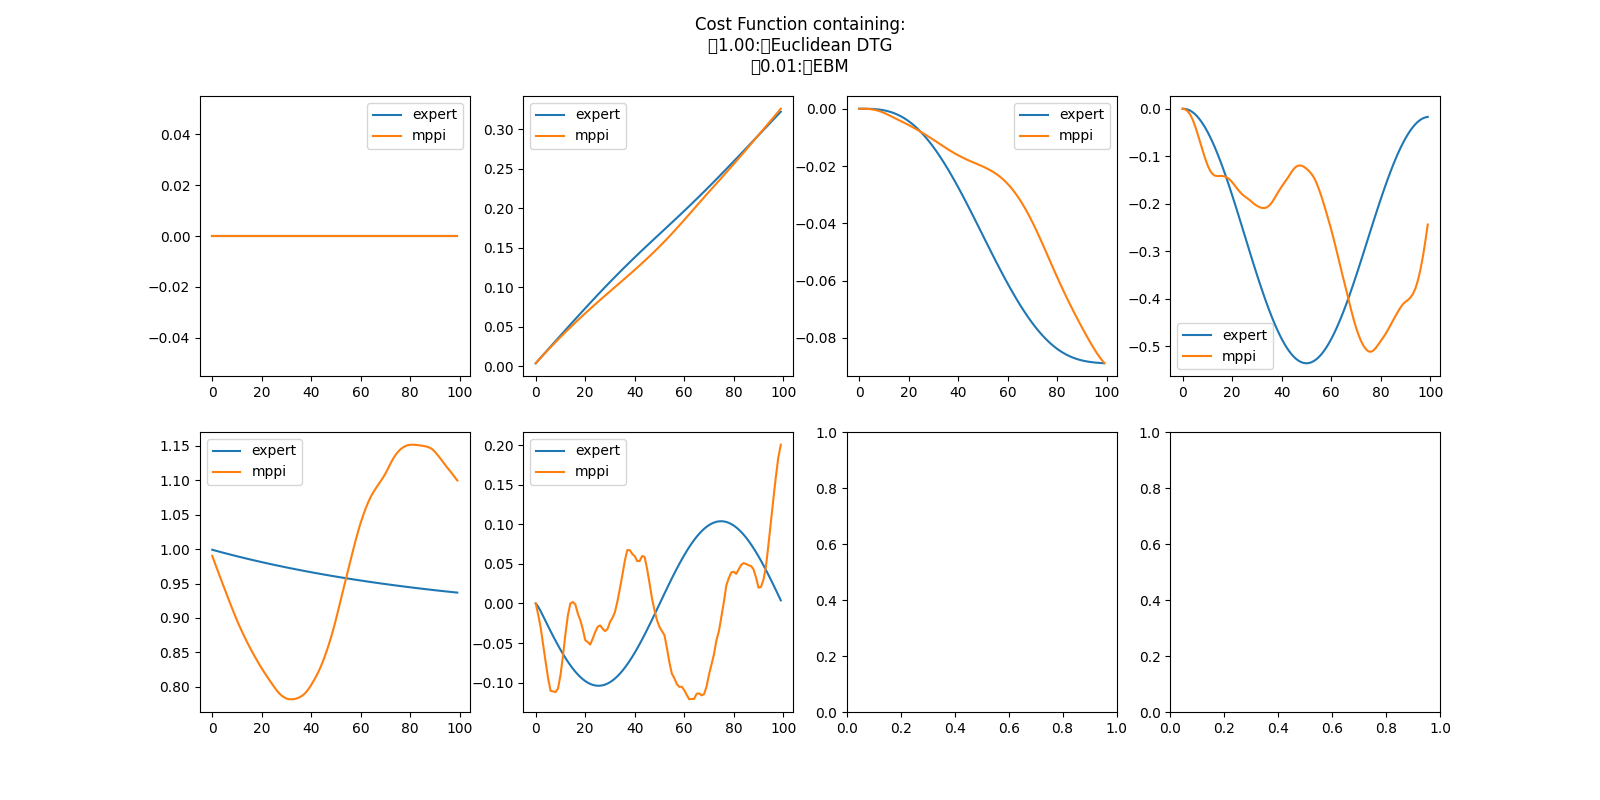 Cost Function containing:
1.00: Euclidean DTG
0.01: EBM
expert
mppi
0.04
0.02
0.00
−0.02
−0.04
0 20 40 60 80 100
expert
mppi
0.30
0.25
0.20
0.15
0.10
0.05
0.00
0 20 40 60 80 100
expert
mppi
0.00
−0.02
−0.04
−0.06
−0.08
0 20 40 60 80 100
expert
mppi
0.0
−0.1
−0.2
−0.3
−0.4
−0.5
0 20 40 60 80 100
expert
mppi
1.15
1.10
1.05
1.00
0.95
0.90
0.85
0.80
0 20 40 60 80 100
expert
mppi
0.20
0.15
0.10
0.05
0.00
−0.05
−0.10
0 20 40 60 80 100
1.0
0.8
0.6
0.4
0.2
0.0
0.0 0.2 0.4 0.6 0.8 1.0
1.0
0.8
0.6
0.4
0.2
0.0
0.0 0.2 0.4 0.6 0.8 1.0